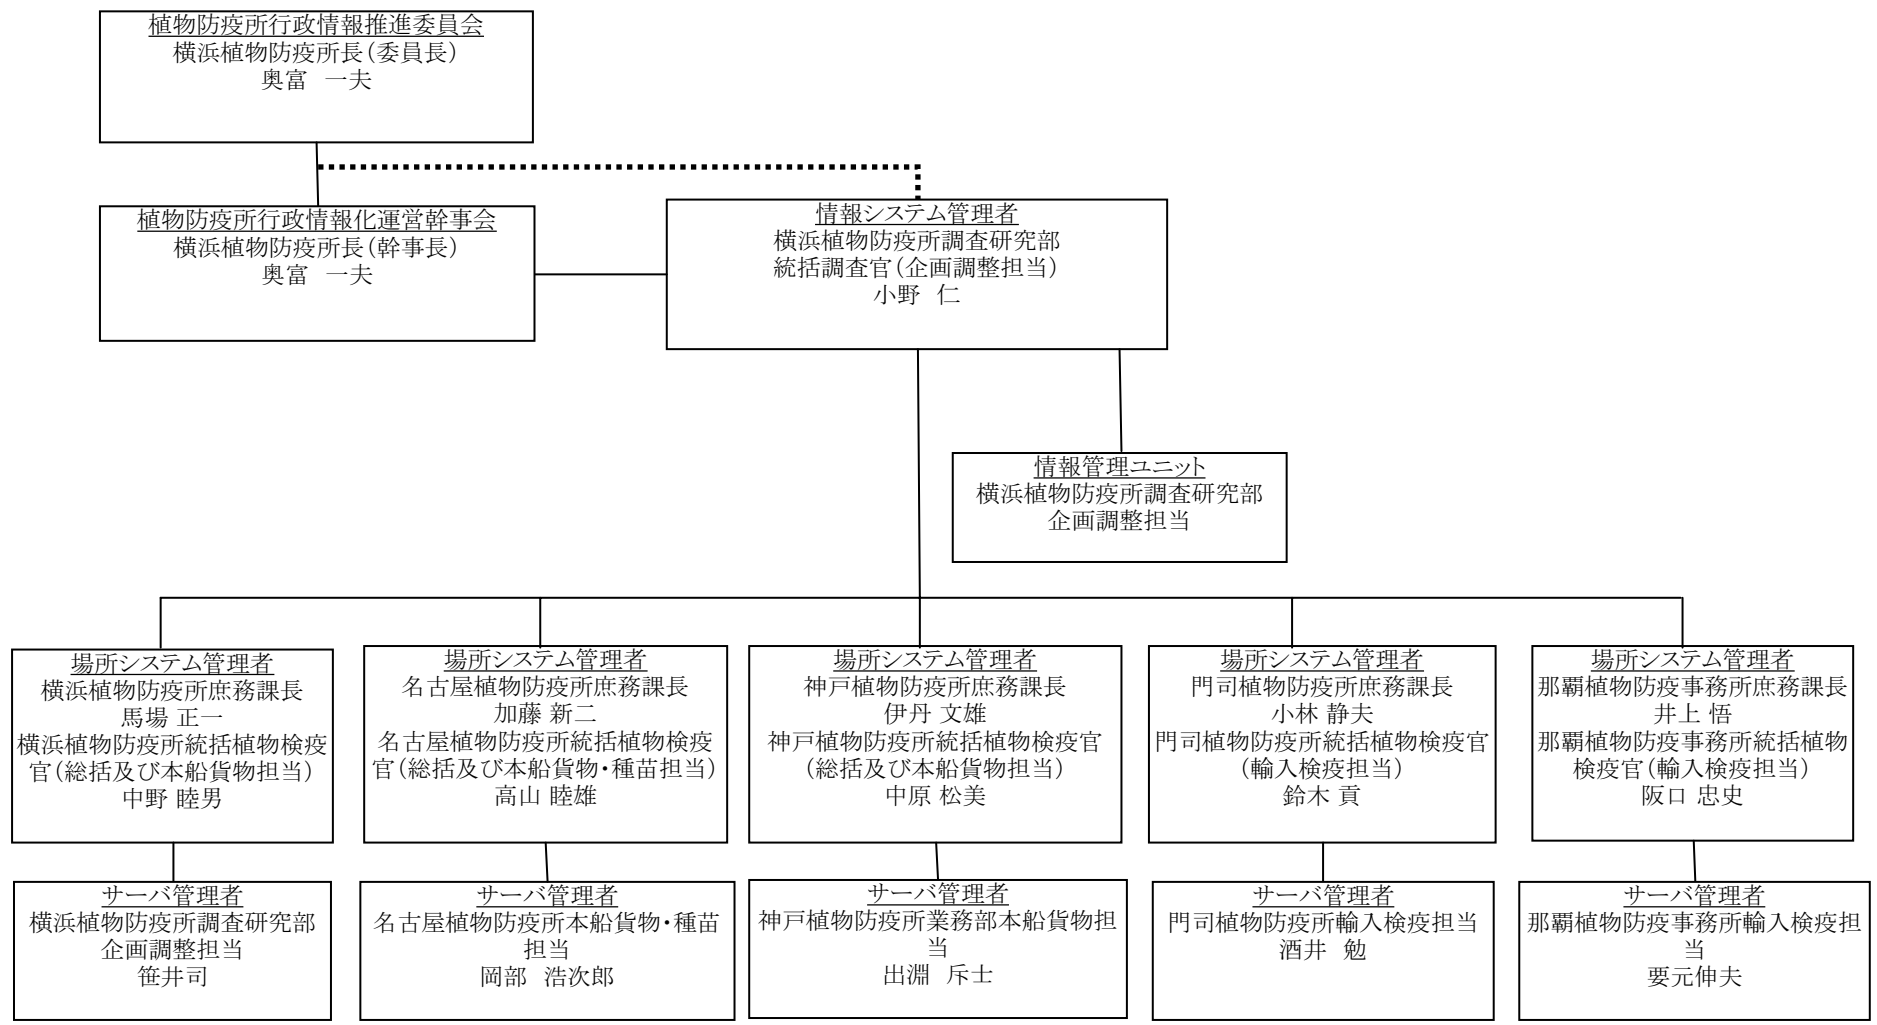 植物防疫所行政情報推進委員会
横浜植物防疫所長（委員長）
奥富　一夫
植物防疫所行政情報化運営幹事会
横浜植物防疫所長（幹事長）
奥富　一夫
情報システム管理者
横浜植物防疫所調査研究部
統括調査官（企画調整担当）
小野　仁
情報管理ユニット
横浜植物防疫所調査研究部
企画調整担当
場所システム管理者
横浜植物防疫所庶務課長
馬場 正一
横浜植物防疫所統括植物検疫
官（総括及び本船貨物担当）
中野 睦男
場所システム管理者
名古屋植物防疫所庶務課長
加藤 新二
名古屋植物防疫所統括植物検疫
官（総括及び本船貨物・種苗担当）
高山 睦雄
場所システム管理者
神戸植物防疫所庶務課長
伊丹 文雄
神戸植物防疫所統括植物検疫官
（総括及び本船貨物担当）
中原 松美
場所システム管理者
門司植物防疫所庶務課長
小林 静夫
門司植物防疫所統括植物検疫官
（輸入検疫担当）
鈴木 貢
場所システム管理者
那覇植物防疫事務所庶務課長
井上 悟
那覇植物防疫事務所統括植物
検疫官（輸入検疫担当）
阪口 忠史
サーバ管理者
横浜植物防疫所調査研究部
企画調整担当
笹井司
サーバ管理者
名古屋植物防疫所本船貨物・種苗
担当
岡部　浩次郎
サーバ管理者
神戸植物防疫所業務部本船貨物担
当
出淵　斥士
サーバ管理者
門司植物防疫所輸入検疫担当
酒井　勉
サーバ管理者
那覇植物防疫事務所輸入検疫担
当
要元伸夫